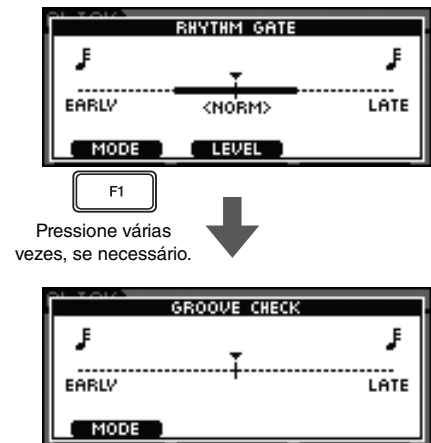 RHYTHM GATE
EARLY <NORM> LATE
MODE LEVEL
F1
Pressione várias
vezes, se necessário.
GROOVE CHECK
EARLY LATE
MODE